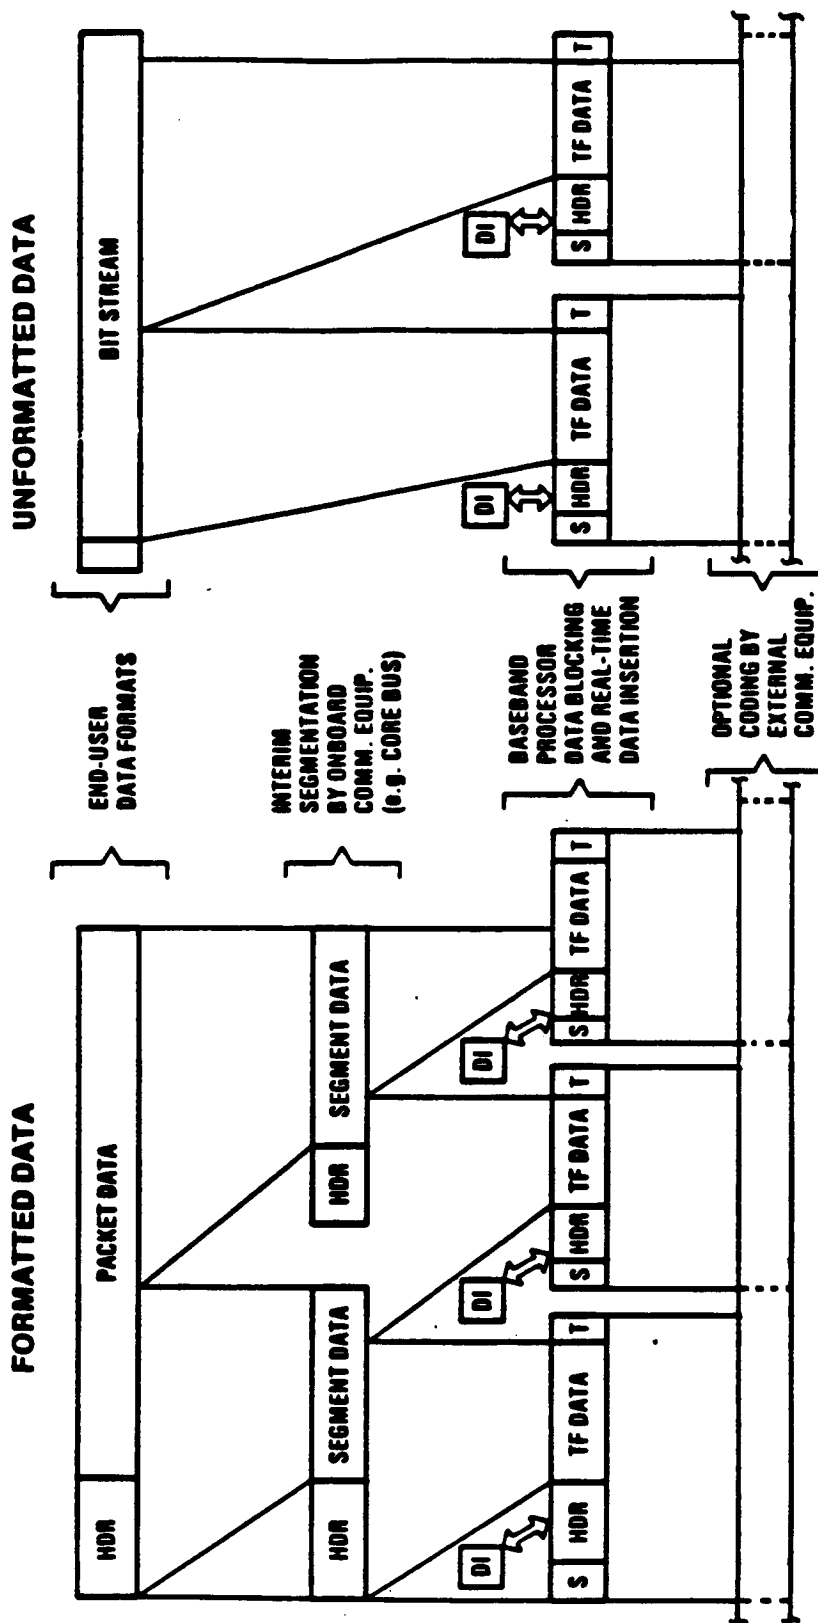 FORMATTED DATA
UNFORMATTED DATA
HDR
PACKET DATA
END-USER
DATA FORMATS
BIT STREAM
HDR
SEGMENT DATA
HDR
SEGMENT DATA
INTERIM
SEGMENTATION
BY ONBOARD
COMM. EQUIP.
(e.g. CORE BUS)
DI
DI
DI
DI
DI
S
HDR
TF DATA
T
S
HDR
TF DATA
T
S
HDR
TF DATA
T
BASEBAND
PROCESSOR
DATA BLOCKING
AND REAL-TIME
DATA INSERTION
S
HDR
TF DATA
T
S
HDR
TF DATA
T
OPTIONAL
CODING BY
EXTERNAL
COMM. EQUIP.